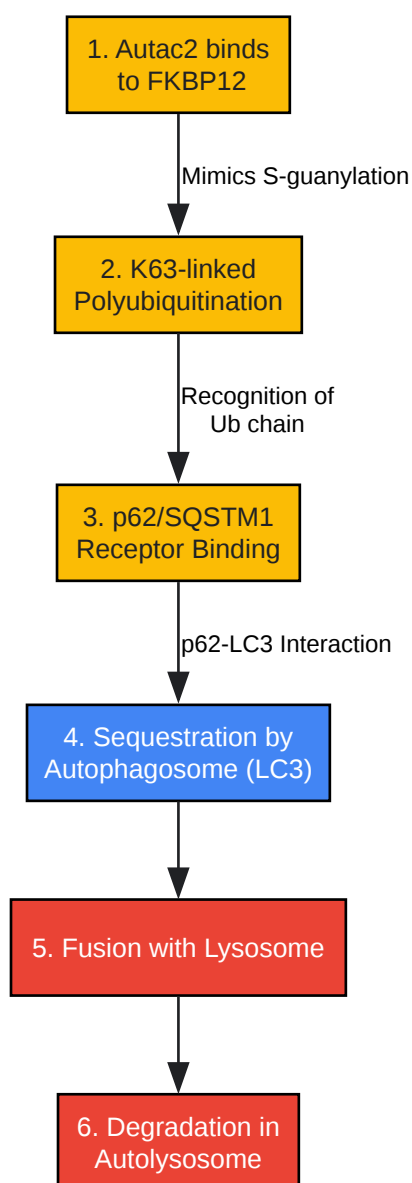 1. Autac2 binds
to FKBP12
Mimics S-guanylation
2. K63-linked
Polyubiquitination
Recognition of
Ub chain
3. p62/SQSTM1
Receptor Binding
p62-LC3 Interaction
4. Sequestration by
Autophagosome (LC3)
5. Fusion with Lysosome
6. Degradation in
Autolysosome